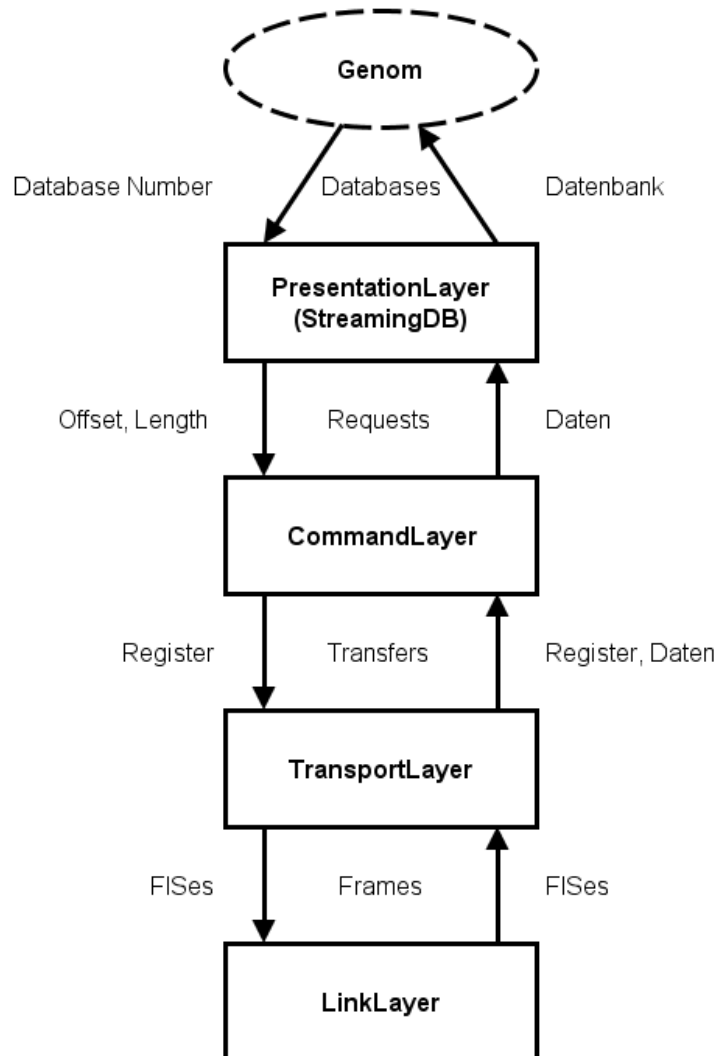 Genom
Database Number Databases Datenbank
PresentationLayer
(StreamingDB)
Offset, Length Requests Daten
CommandLayer
Register Transfers Register, Daten
TransportLayer
FISes Frames FISes
LinkLayer